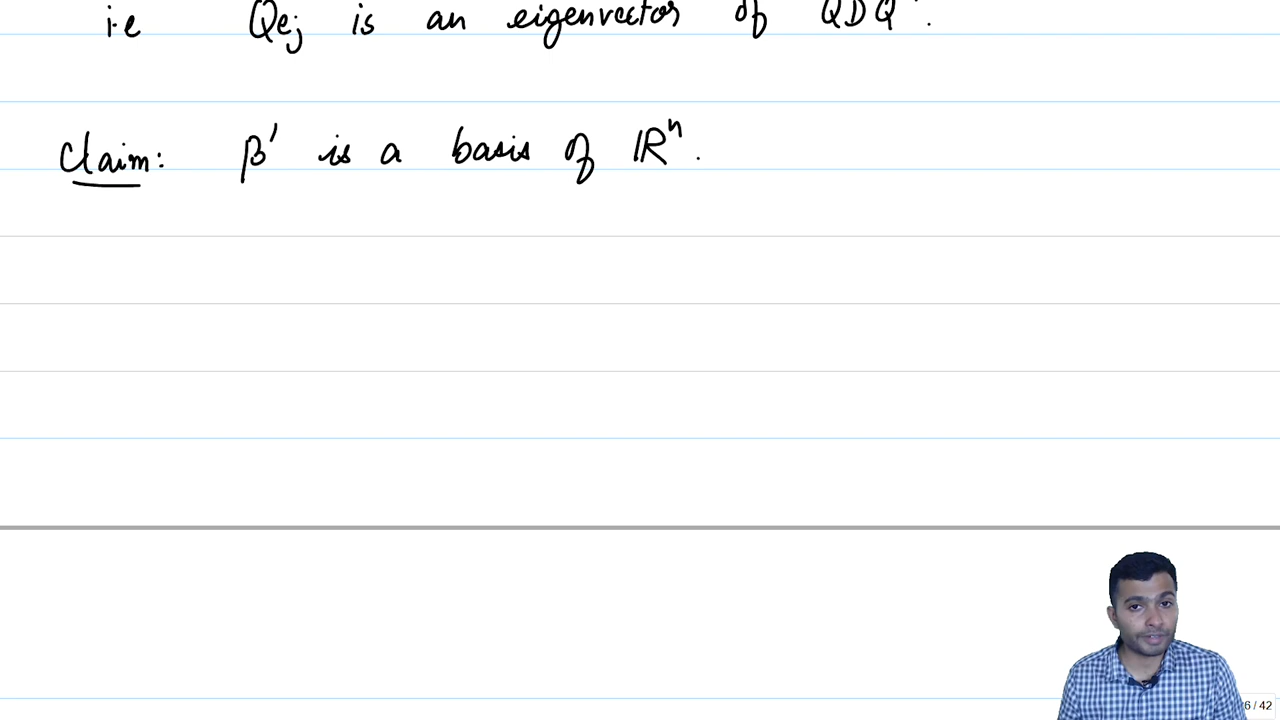 i.e Qej is an eigenvector of QDQ
Claim: β' is a basis of ℝⁿ.
6 / 42